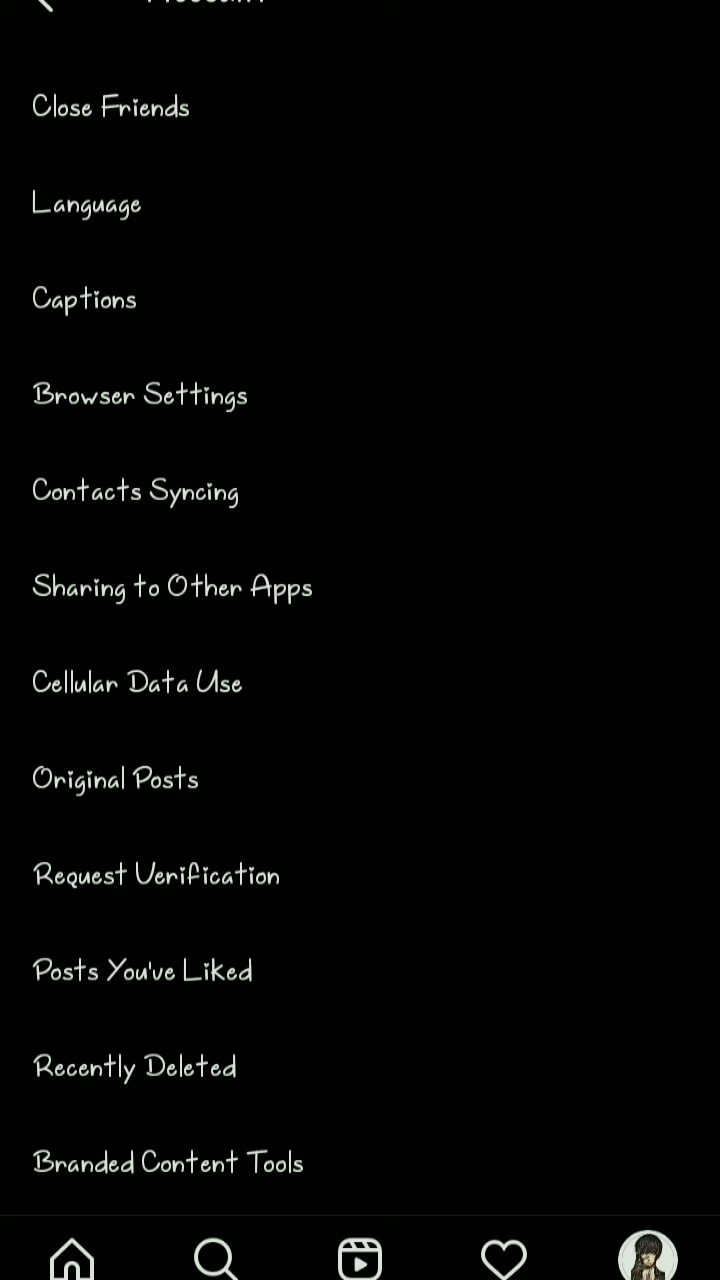 Close Friends
Language
Captions
Browser Settings
Contacts Syncing
Sharing to Other Apps
Cellular Data Use
Original Posts
Request Verification
Posts You've Liked
Recently Deleted
Branded Content Tools